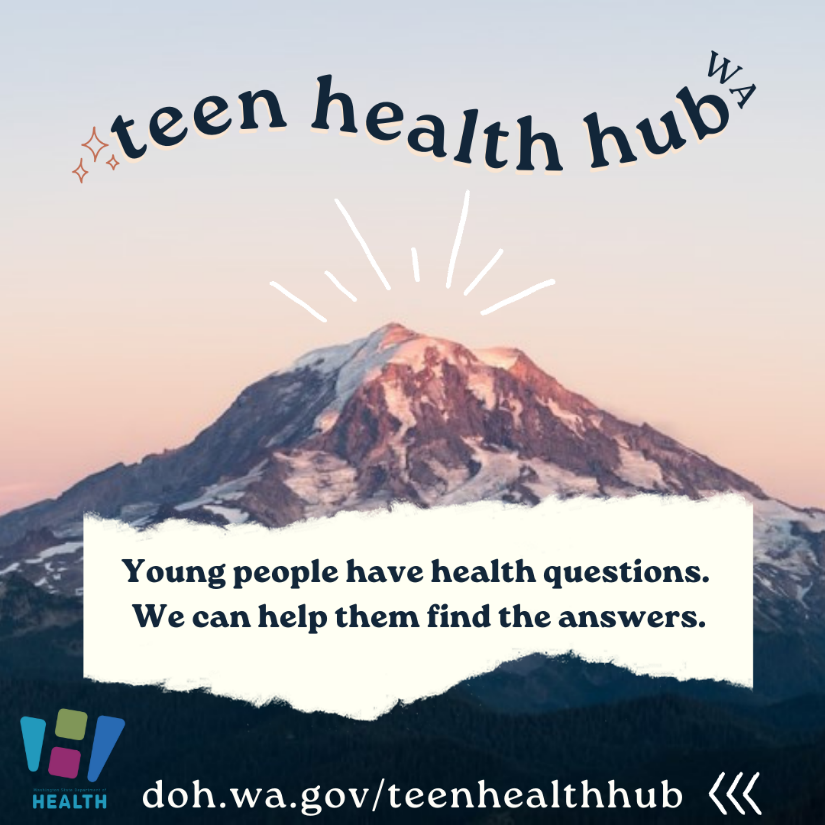 teen health hub
WA
Young people have health questions.
We can help them find the answers.
HEALTH
doh.wa.gov/teenhealthhub